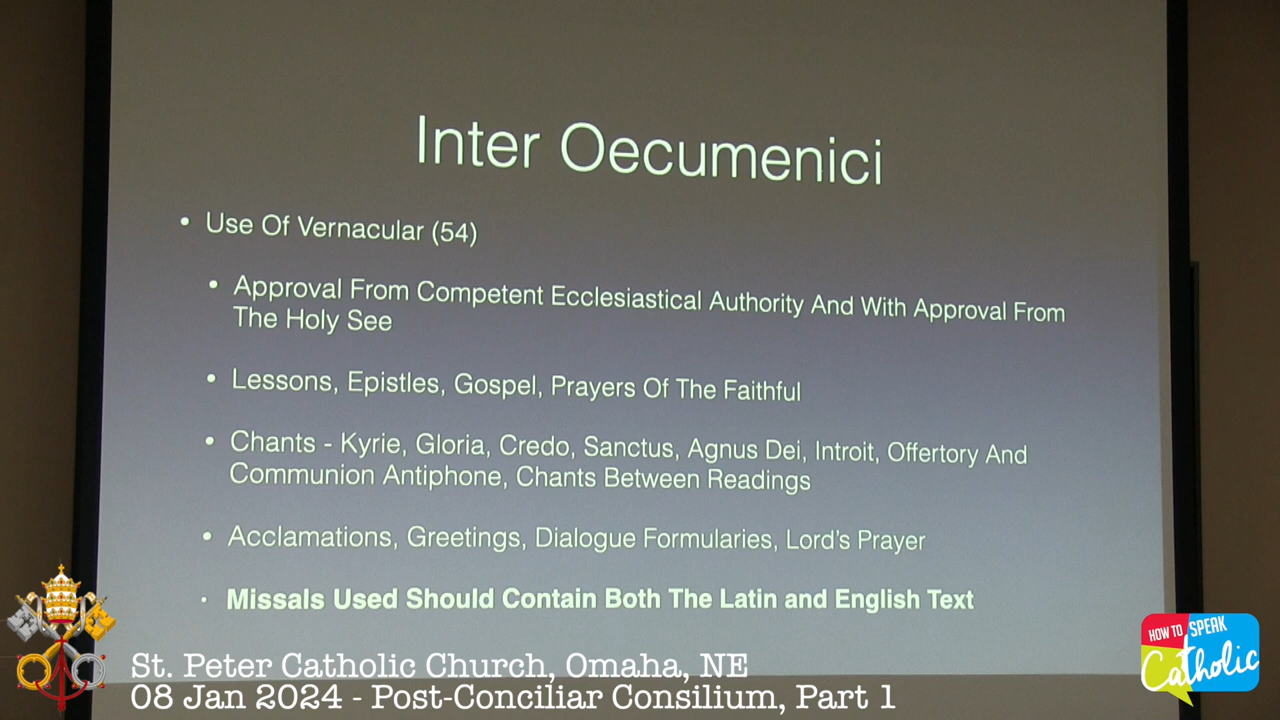 Inter Oecumenici
• Use Of Vernacular (54)
• Approval From Competent Ecclesiastical Authority And With Approval From
The Holy See
• Lessons, Epistles, Gospel, Prayers Of The Faithful
• Chants - Kyrie, Gloria, Credo, Sanctus, Agnus Dei, Introit, Offertory And
Communion Antiphone, Chants Between Readings
• Acclamations, Greetings, Dialogue Formularies, Lord's Prayer
• Missals Used Should Contain Both The Latin and English Text
St. Peter Catholic Church, Omaha, NE
08 Jan 2024 - Post-Conciliar Consilium, Part 1
HOW TO SPEAK
Catholic